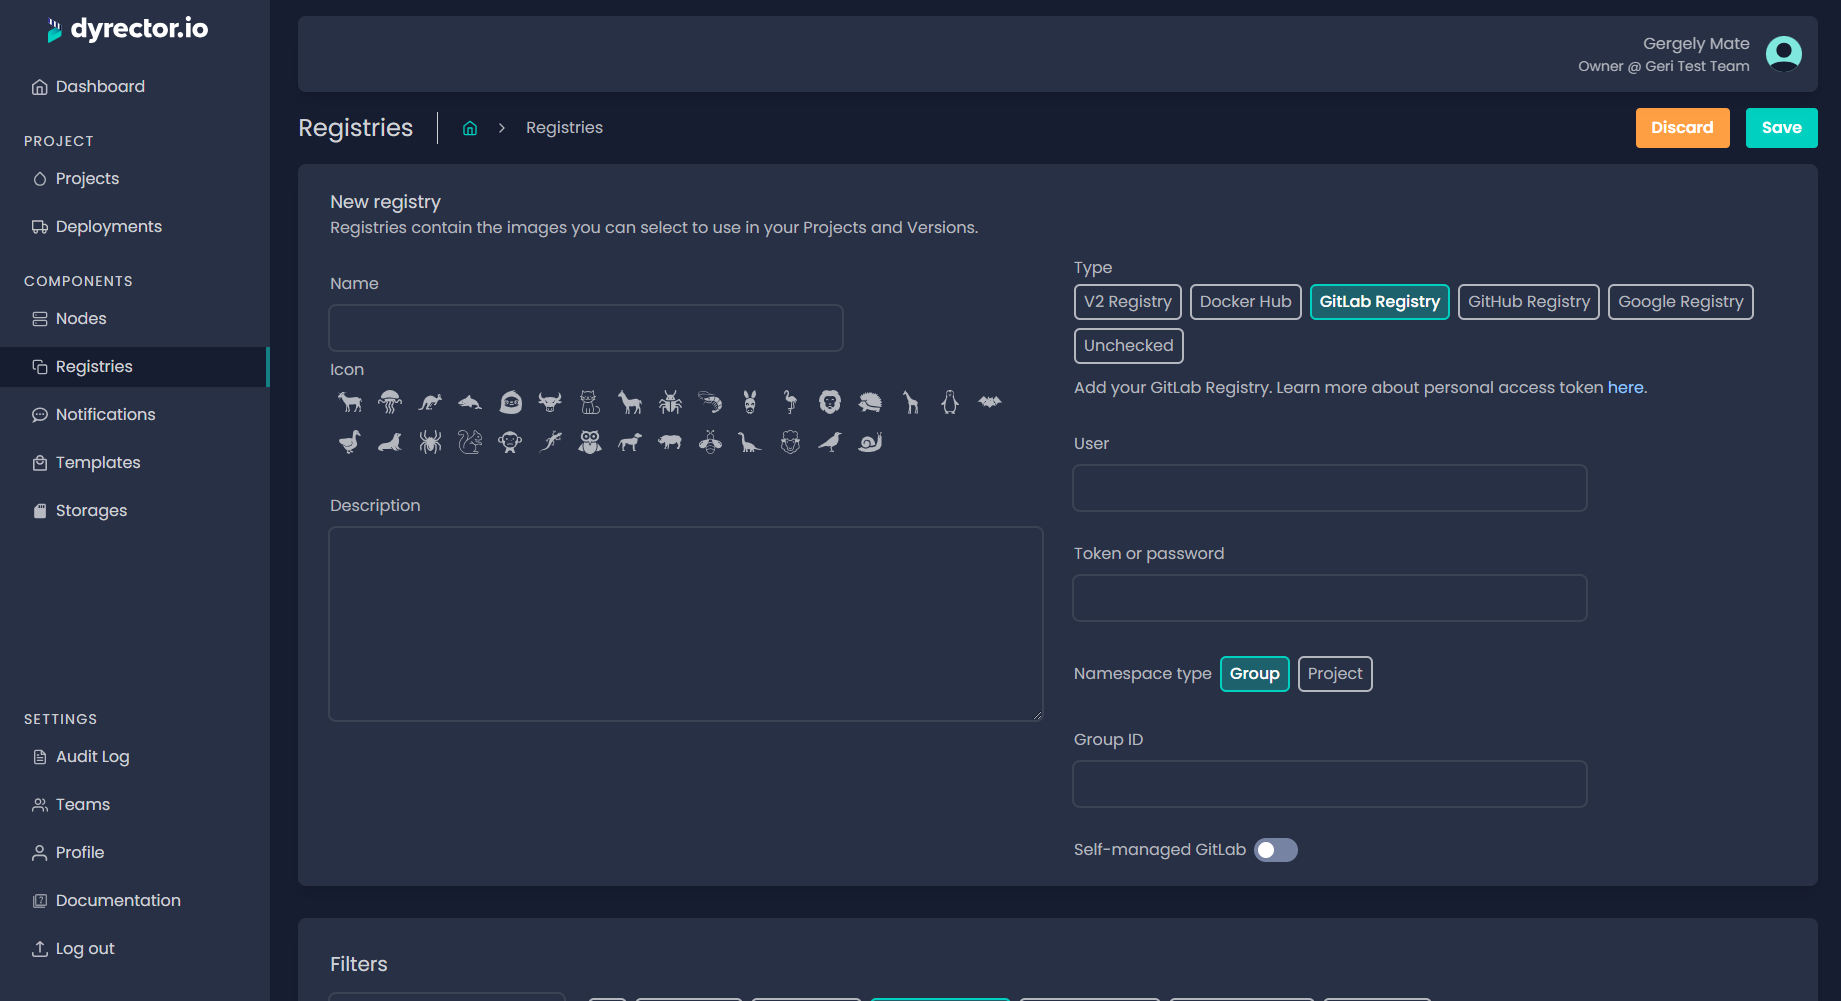 dyrector.io
Dashboard
PROJECT
Projects
Deployments
COMPONENTS
Nodes
Registries
Notifications
Templates
Storages
SETTINGS
Audit Log
Teams
Profile
Documentation
Log out
Gergely Mate
Owner @ Geri Test Team
Registries
Registries
Discard
Save
New registry
Registries contain the images you can select to use in your Projects and Versions.
Name
Icon
Description
Type
V2 Registry
Docker Hub
GitLab Registry
GitHub Registry
Google Registry
Unchecked
Add your GitLab Registry. Learn more about personal access token here.
User
Token or password
Namespace type
Group
Project
Group ID
Self-managed GitLab
Filters